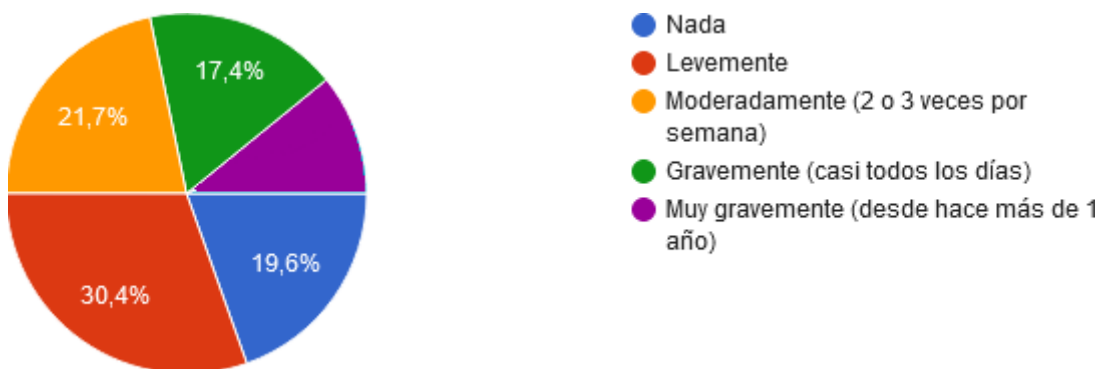 17,4%
21,7%
19,6%
30,4%
Nada
Levemente
Moderadamente (2 o 3 veces por
semana)
Gravemente (casi todos los días)
Muy gravemente (desde hace más de 1
año)